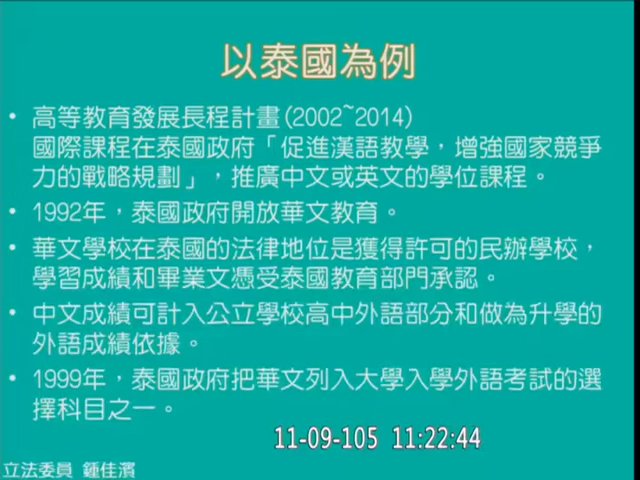 以泰國為例
• 高等教育發展長程計畫(2002~2014)
國際課程在泰國政府「促進漢語教學，增強國家競爭
力的戰略規劃」，推廣中文或英文的學位課程。
• 1992年，泰國政府開放華文教育。
• 華文學校在泰國的法律地位是獲得許可的民辦學校，
學習成績和畢業文憑受泰國教育部門承認。
• 中文成績可計入公立學校高中外語部分和做為升學的
外語成績依據。
• 1999年，泰國政府把華文列入大學入學外語考試的選
擇科目之一。
11-09-105 11:22:44
立法委員 鍾佳濱